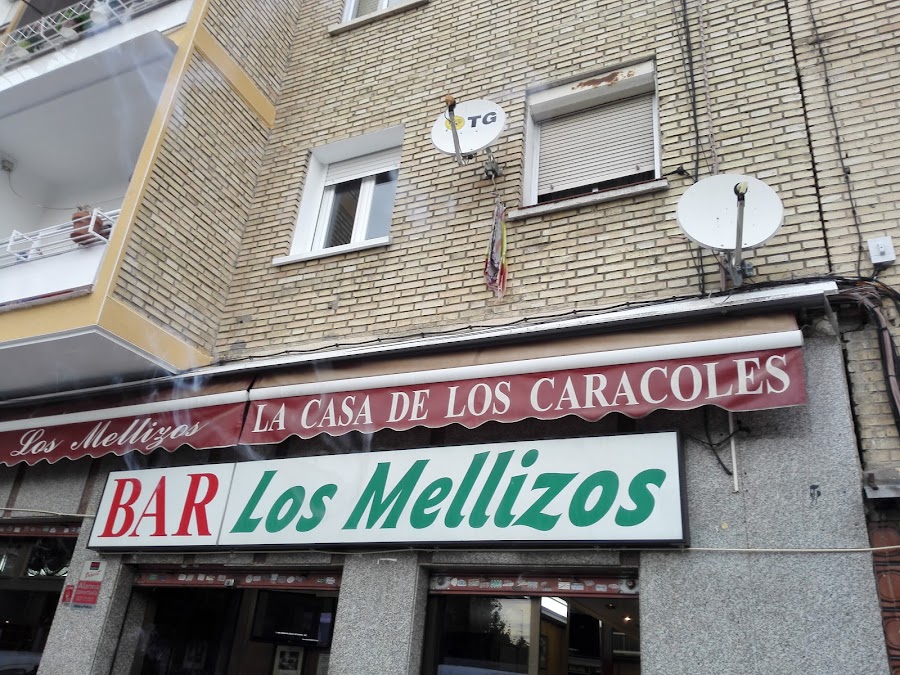 TG
Los Mellizos
LA CASA DE LOS CARACOLES
BAR Los Mellizos